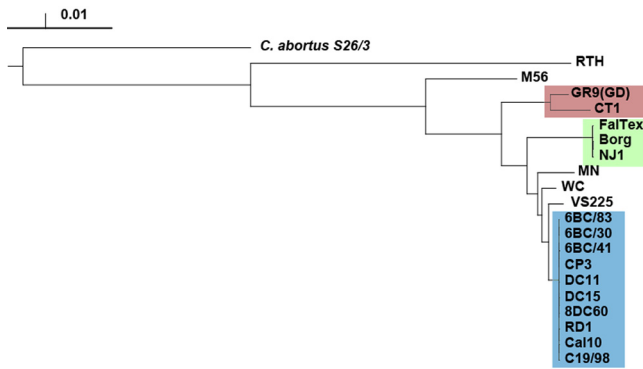 0.01
C. abortus S26/3
RTH
M56
GR9(GD)
CT1
FalTex
Borg
NJ1
MN
WC
VS225
6BC/83
6BC/30
6BC/41
CP3
DC11
DC15
8DC60
RD1
Cal10
C19/98